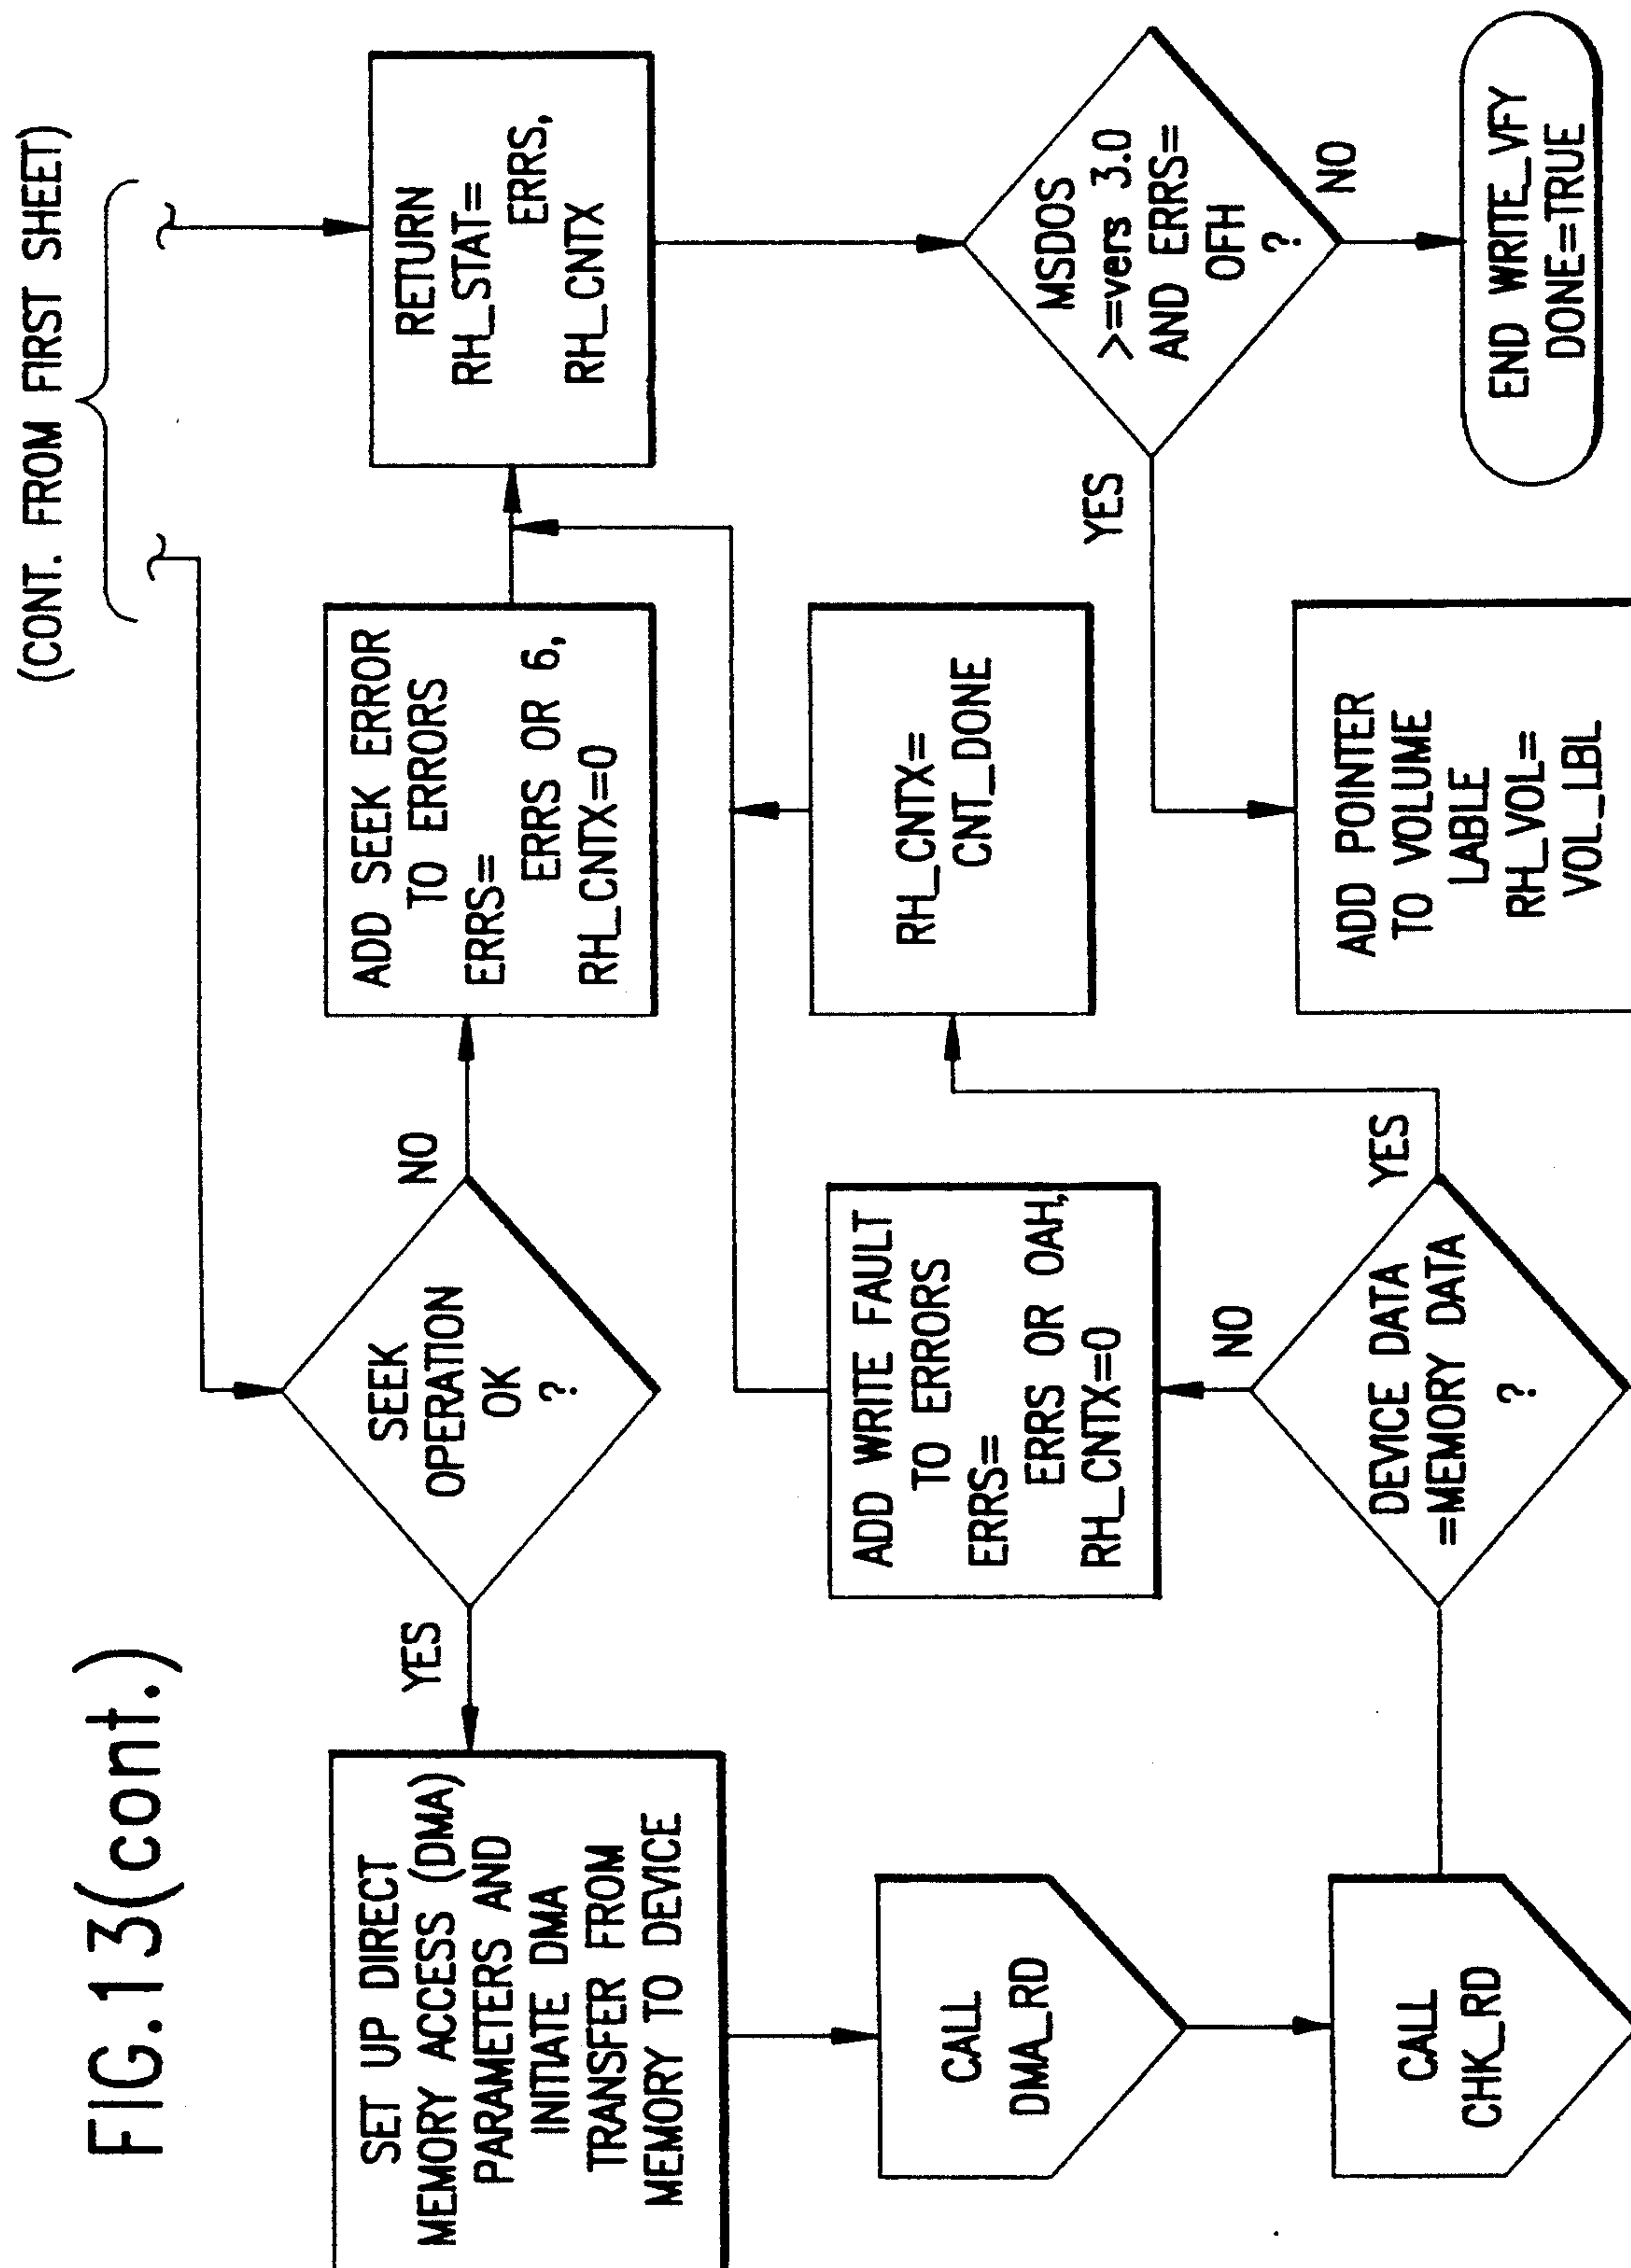 FIG.13(cont.)
(CONT. FROM FIRST SHEET)
SEEK
OPERATION
OK
?
YES
NO
SET UP DIRECT
MEMORY ACCESS (DMA)
PARAMETERS AND
INITIATE DMA
TRANSFER FROM
MEMORY TO DEVICE
ADD SEEK ERROR
TO ERRORS
ERRS=
ERRS OR 6,
RH_CNTX=0
RETURN
RH_STAT=
ERRS,
RH_CNTX
CALL
DMA_RD
ADD WRITE FAULT
TO ERRORS
ERRS=
ERRS OR OAH,
RH_CNTX=0
RH_CNTX=
CNT_DONE
MSDOS
>=vers 3.0
AND ERRS=
OFH
?
YES
NO
CALL
CHK_RD
DEVICE DATA
=MEMORY DATA
?
NO
YES
ADD POINTER
TO VOLUME
LABLE
RH_VOL=
VOL_LBL
END WRITE_VFY
DONE=TRUE